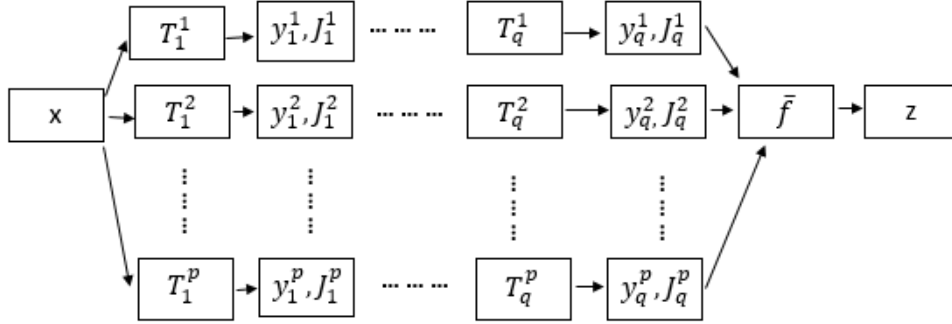 T_1^1 y_1^1, J_1^1 ... ... ... T_q^1 y_q^1, J_q^1
x T_1^2 y_1^2, J_1^2 ... ... ... T_q^2 y_q^2, J_q^2 f̄ z
T_1^p y_1^p, J_1^p ... ... ... T_q^p y_q^p, J_q^p